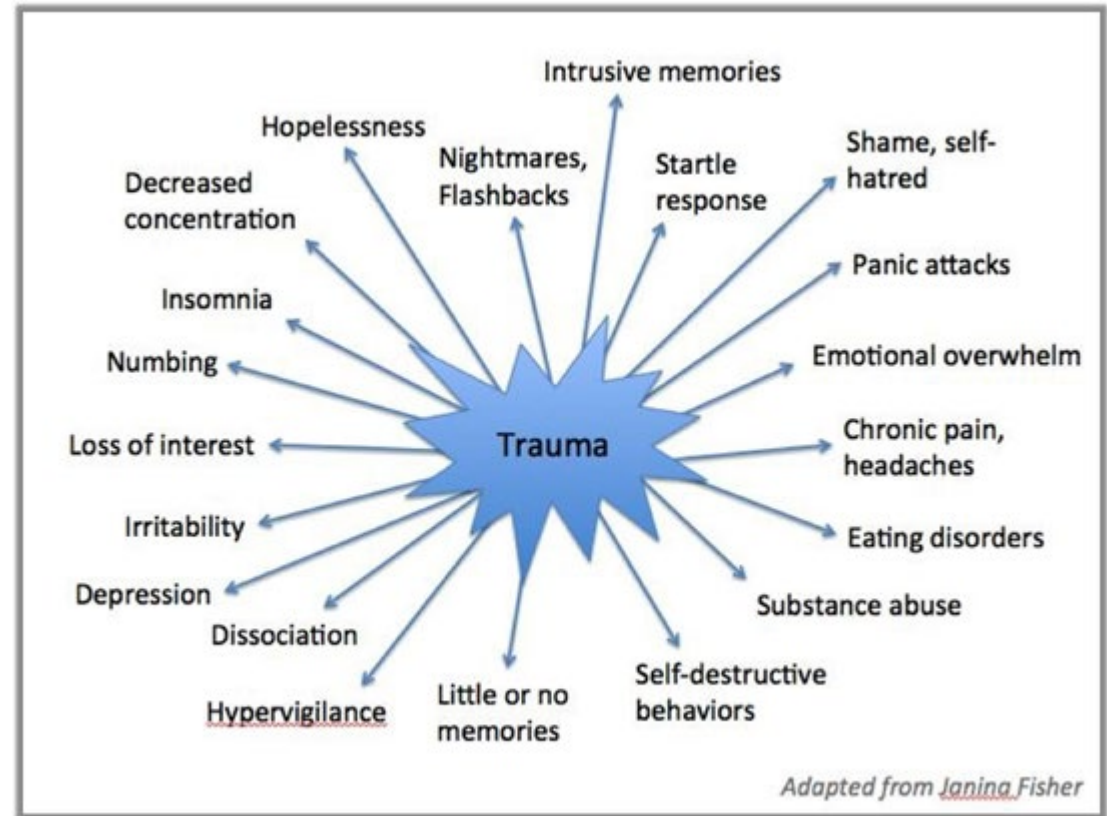 Intrusive memories
Hopelessness
Nightmares,
Flashbacks
Startle
response
Shame, self-
hatred
Decreased
concentration
Panic attacks
Insomnia
Emotional overwhelm
Numbing
Trauma
Loss of interest
Chronic pain,
headaches
Irritability
Eating disorders
Depression
Substance abuse
Dissociation
Self-destructive
behaviors
Hypervigilance
Little or no
memories
Adapted from Janina Fisher